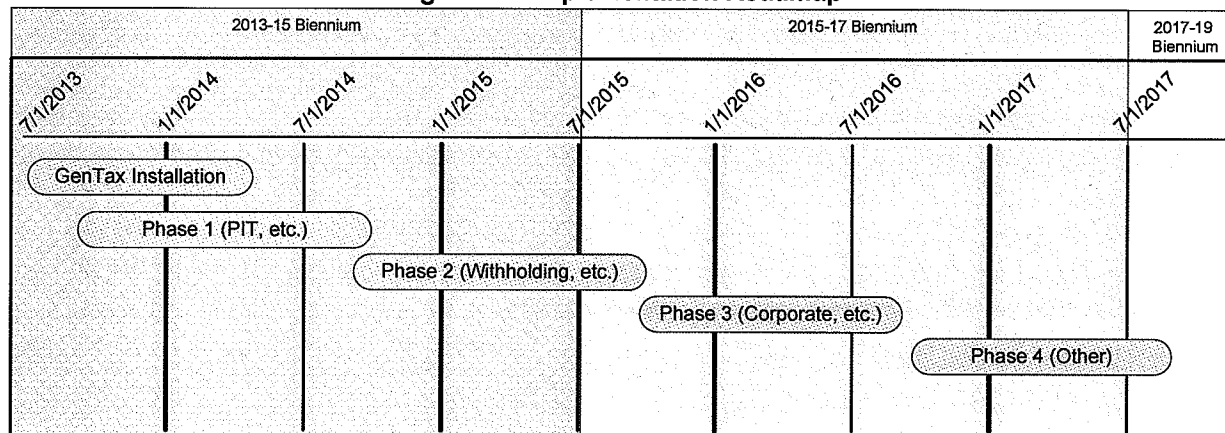 2013-15 Biennium
2015-17 Biennium
2017-19
Biennium
7/1/2013
1/1/2014
7/1/2014
1/1/2015
7/1/2015
1/1/2016
7/1/2016
1/1/2017
7/1/2017
GenTax Installation
Phase 1 (PIT, etc.)
Phase 2 (Withholding, etc.)
Phase 3 (Corporate, etc.)
Phase 4 (Other)